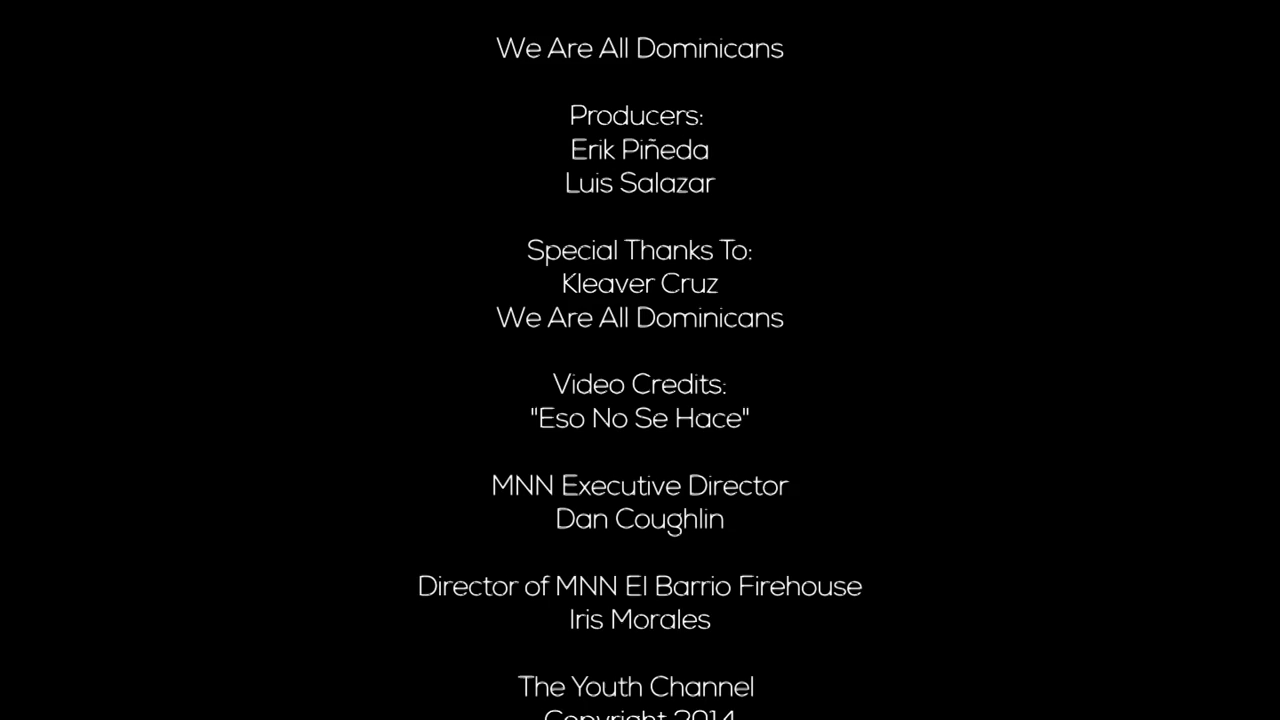 We Are All Dominicans
Producers:
Erik Piñeda
Luis Salazar
Special Thanks To:
Kleaver Cruz
We Are All Dominicans
Video Credits:
"Eso No Se Hace"
MNN Executive Director
Dan Coughlin
Director of MNN El Barrio Firehouse
Iris Morales
The Youth Channel
Copyright 2014